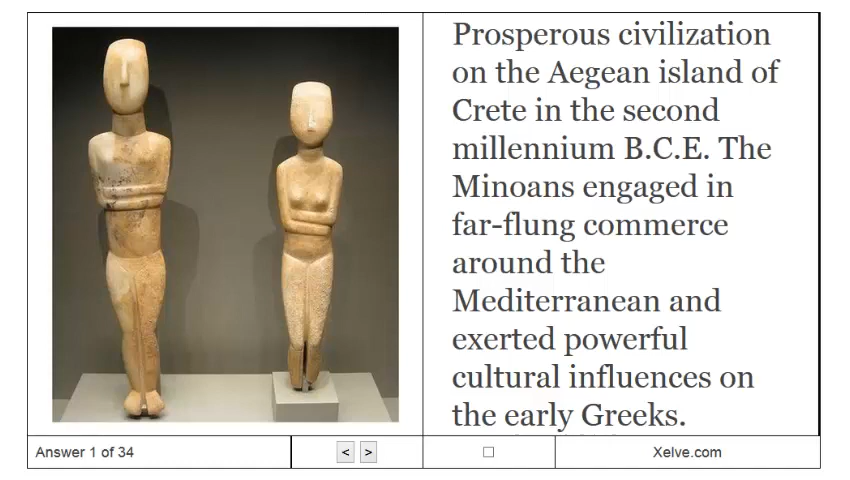 Prosperous civilization
on the Aegean island of
Crete in the second
millennium B.C.E. The
Minoans engaged in
far-flung commerce
around the
Mediterranean and
exerted powerful
cultural influences on
the early Greeks.
Answer 1 of 34
< >
Xelve.com